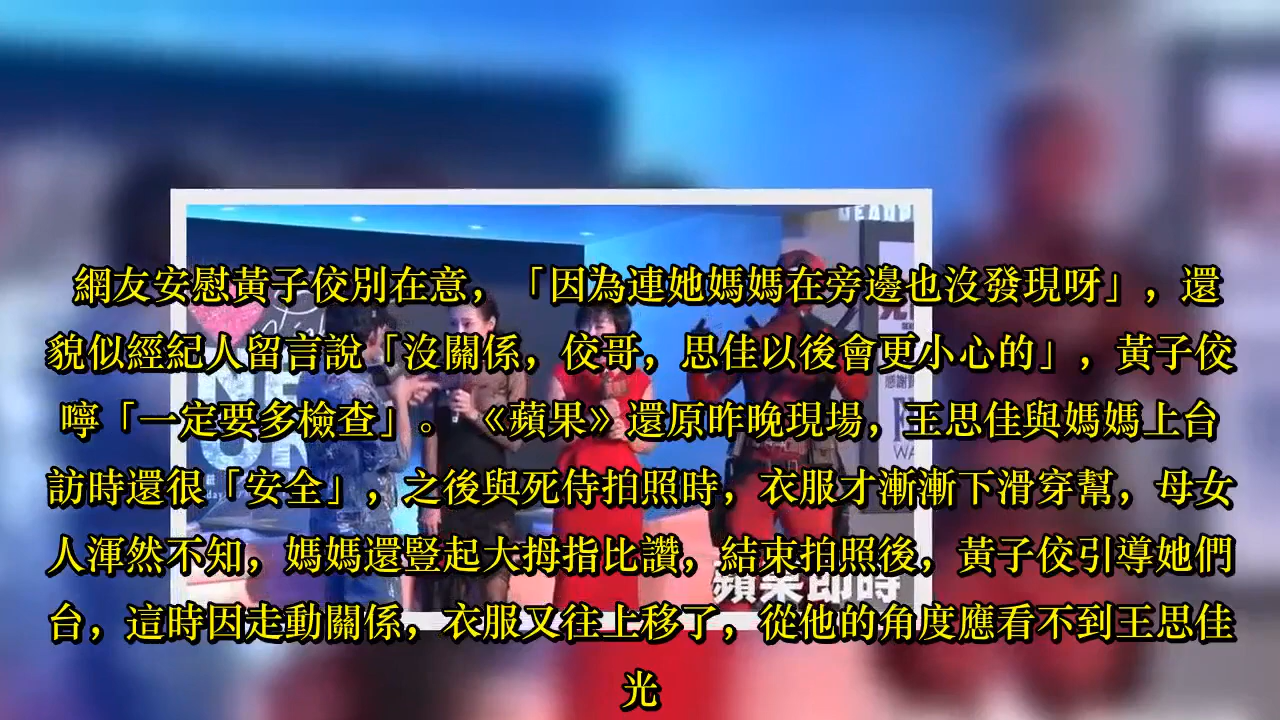 網友安慰黃子佼別在意，「因為連她媽媽在旁邊也沒發現呀」，還
貌似經紀人留言說「沒關係，佼哥，思佳以後會更小心的」，黃子佼
嚀「一定要多檢查」。 《蘋果》還原昨晚現場，王思佳與媽媽上台
訪時還很「安全」，之後與死侍拍照時，衣服才漸漸下滑穿幫，母女
人渾然不知，媽媽還豎起大拇指比讚，結束拍照後，黃子佼引導她們
台，這時因走動關係，衣服又往上移了，從他的角度應看不到王思佳
光
蘋果即時